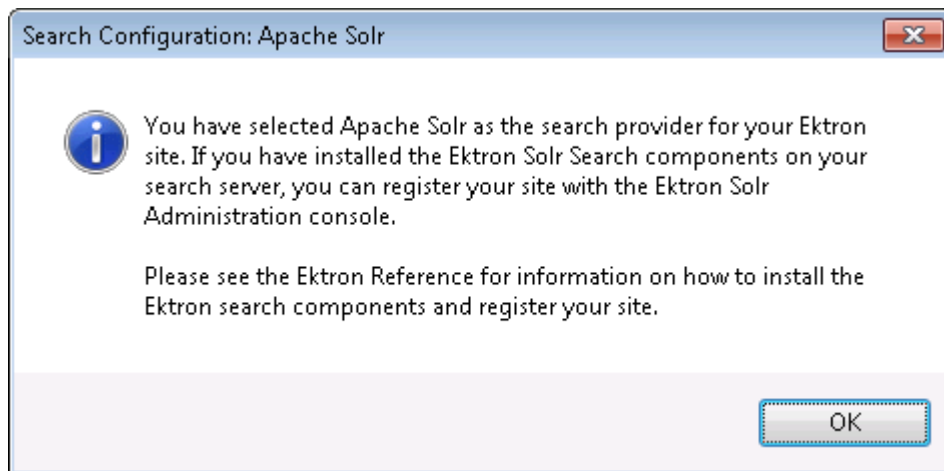 Search Configuration: Apache Solr
You have selected Apache Solr as the search provider for your Ektron
site. If you have installed the Ektron Solr Search components on your
search server, you can register your site with the Ektron Solr
Administration console.
Please see the Ektron Reference for information on how to install the
Ektron search components and register your site.
OK